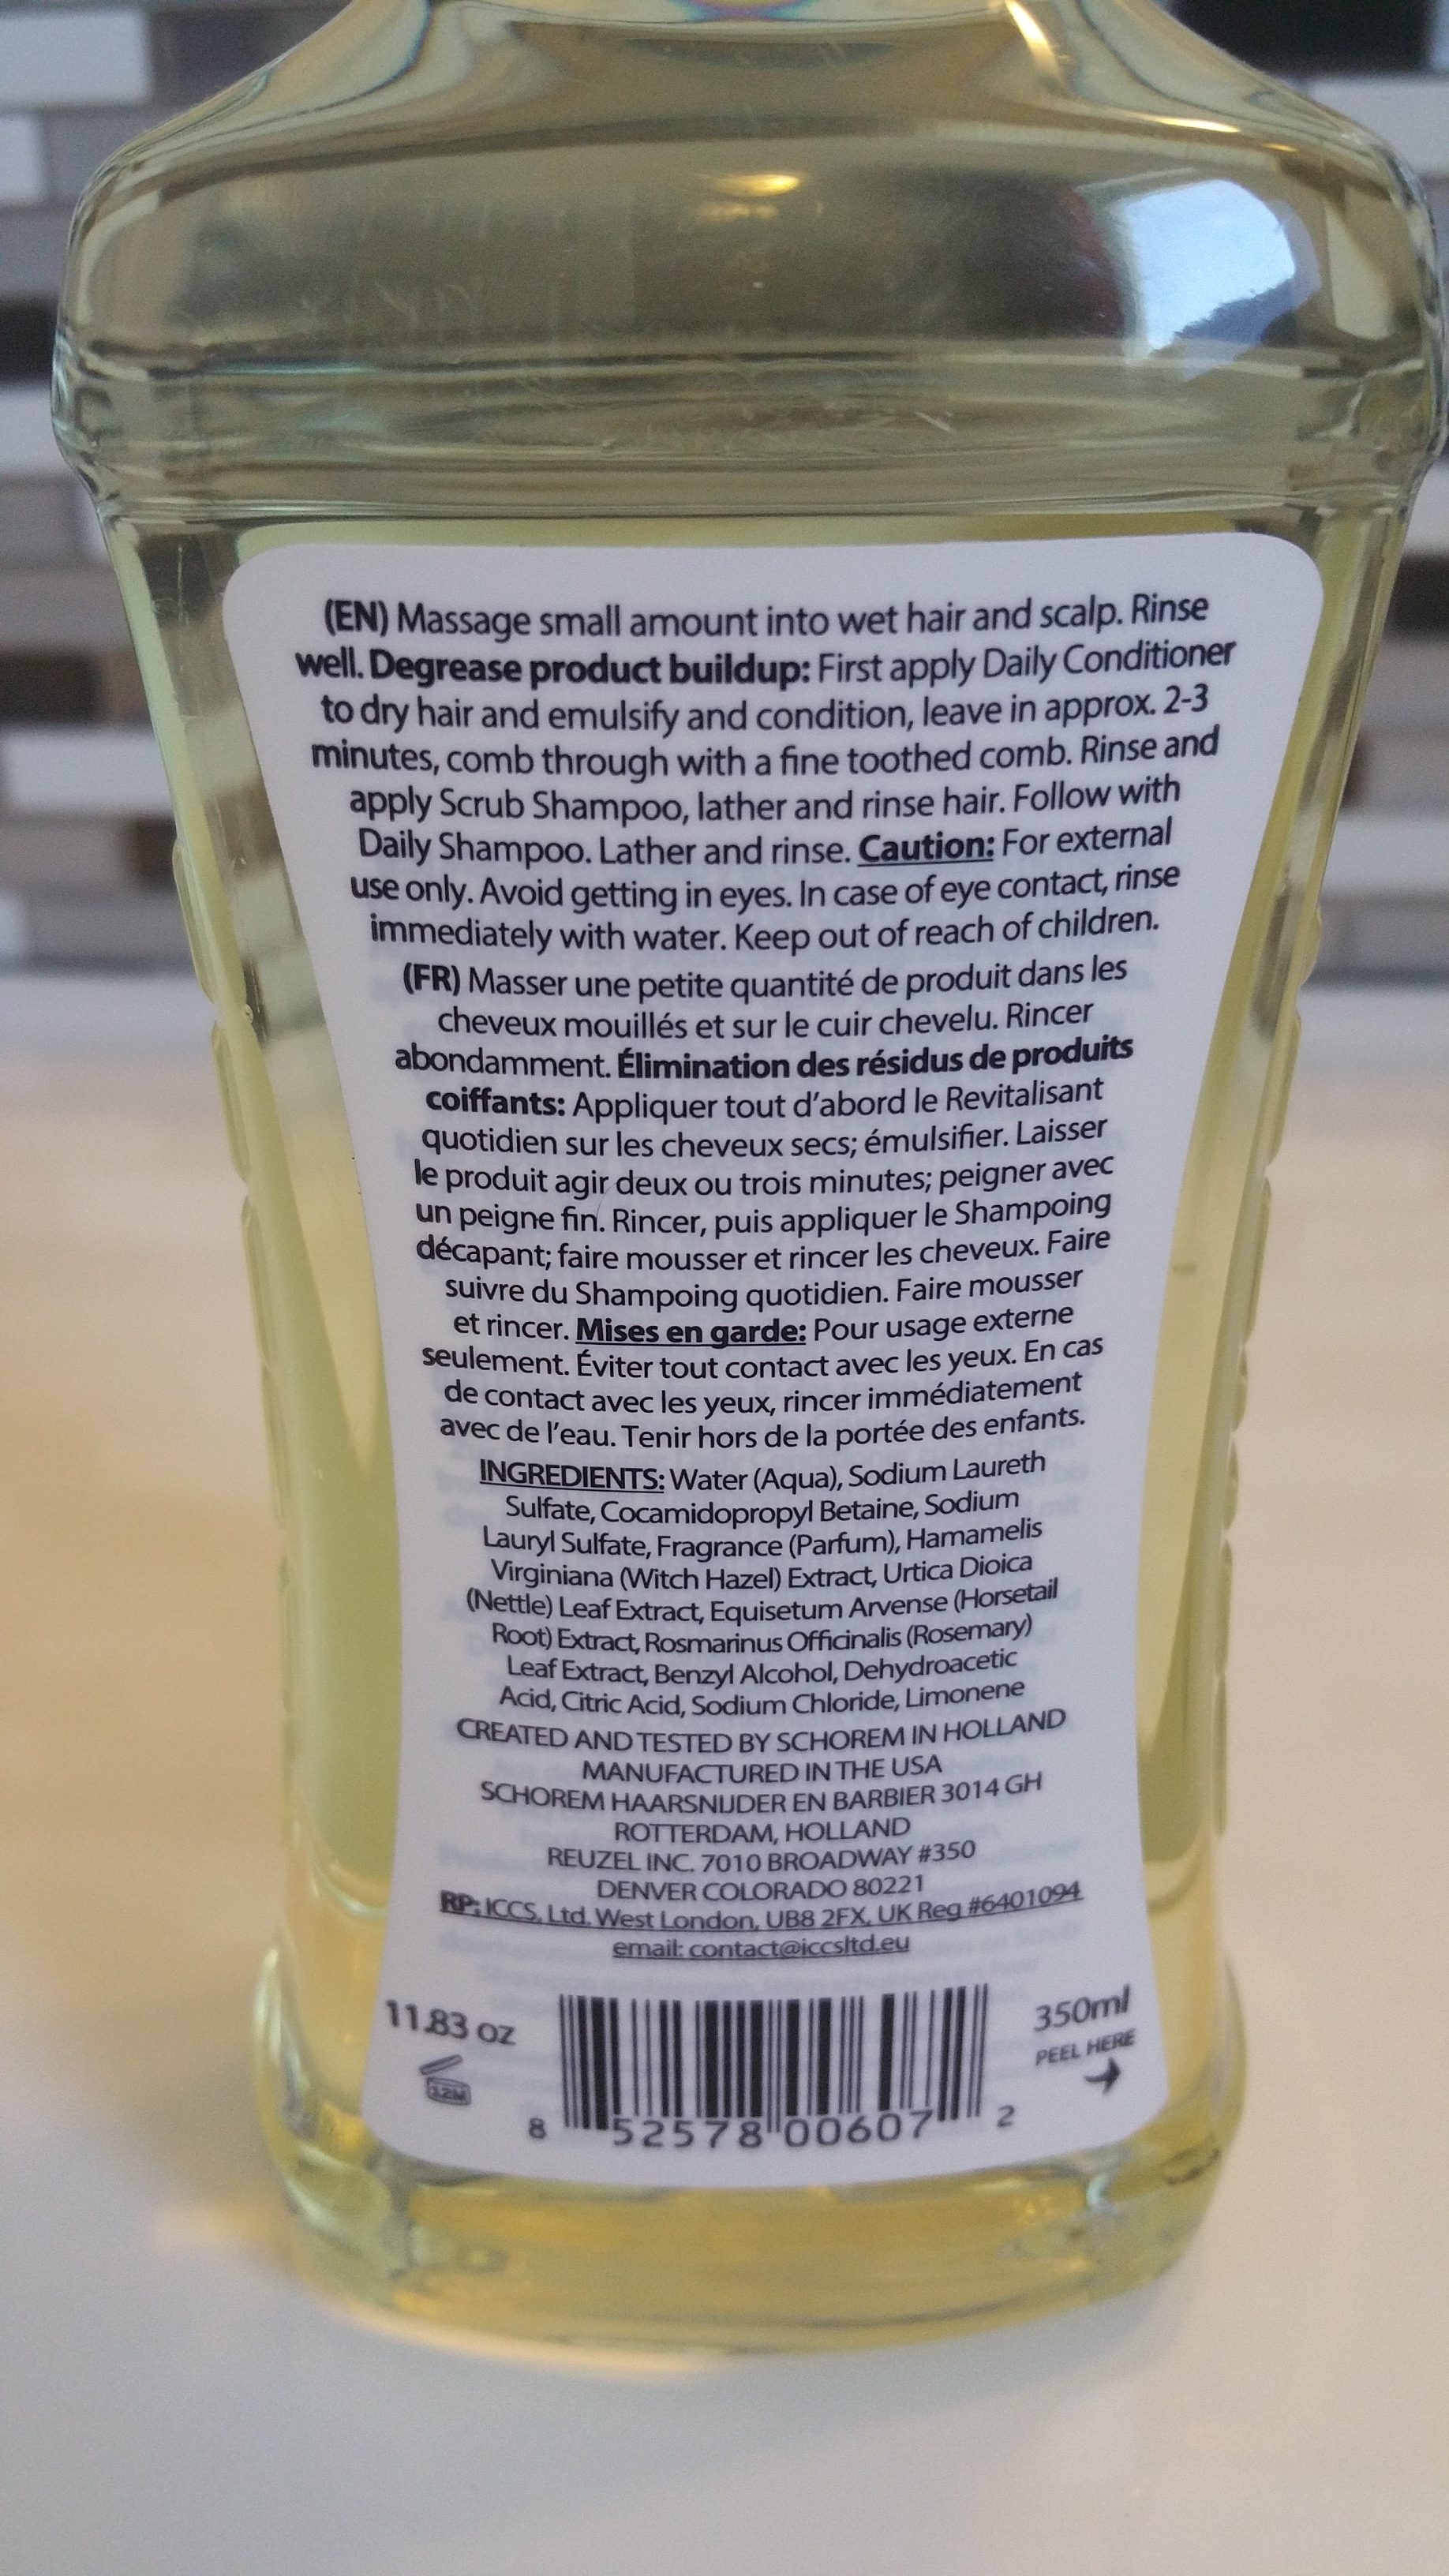 (EN) Massage small amount into wet hair and scalp. Rinse
well. Degrease product buildup: First apply Daily Conditioner
to dry hair and emulsify and condition, leave in approx. 2-3
minutes, comb through with a fine toothed comb. Rinse and
apply Scrub Shampoo, lather and rinse hair. Follow with
Daily Shampoo. Lather and rinse. Caution: For external
use only. Avoid getting in eyes. In case of eye contact, rinse
immediately with water. Keep out of reach of children.
(FR) Masser une petite quantité de produit dans les
cheveux mouillés et sur le cuir chevelu. Rincer
abondamment. Élimination des résidus de produits
coiffants: Appliquer tout d'abord le Revitalisant
quotidien sur les cheveux secs; émulsifier. Laisser
le produit agir deux ou trois minutes; peigner avec
un peigne fin. Rincer, puis appliquer le Shampoing
décapant; faire mousser et rincer les cheveux. Faire
suivre du Shampoing quotidien. Faire mousser
et rincer. Mises en garde: Pour usage externe
seulement. Éviter tout contact avec les yeux. En cas
de contact avec les yeux, rincer immédiatement
avec de l'eau. Tenir hors de la portée des enfants.
INGREDIENTS: Water (Aqua), Sodium Laureth
Sulfate, Cocamidopropyl Betaine, Sodium
Lauryl Sulfate, Fragrance (Parfum), Hamamelis
Virginiana (Witch Hazel) Extract, Urtica Dioica
(Nettle) Leaf Extract, Equisetum Arvense (Horsetail
Root) Extract, Rosmarinus Officinalis (Rosemary)
Leaf Extract, Benzyl Alcohol, Dehydroacetic
Acid, Citric Acid, Sodium Chloride, Limonene
CREATED AND TESTED BY SCHOREM IN HOLLAND
MANUFACTURED IN THE USA
SCHOREM HAARSNIJDER EN BARBIER 3014 GH
ROTTERDAM, HOLLAND
REUZEL INC. 7010 BROADWAY #350
DENVER COLORADO 80221
RP: ICCS, Ltd. West London, UB8 2FX, UK Reg #6401094
email: contact@iccsltd.eu
11.83 oz
12M
350ml
PEEL HERE
8 52578 00607 2